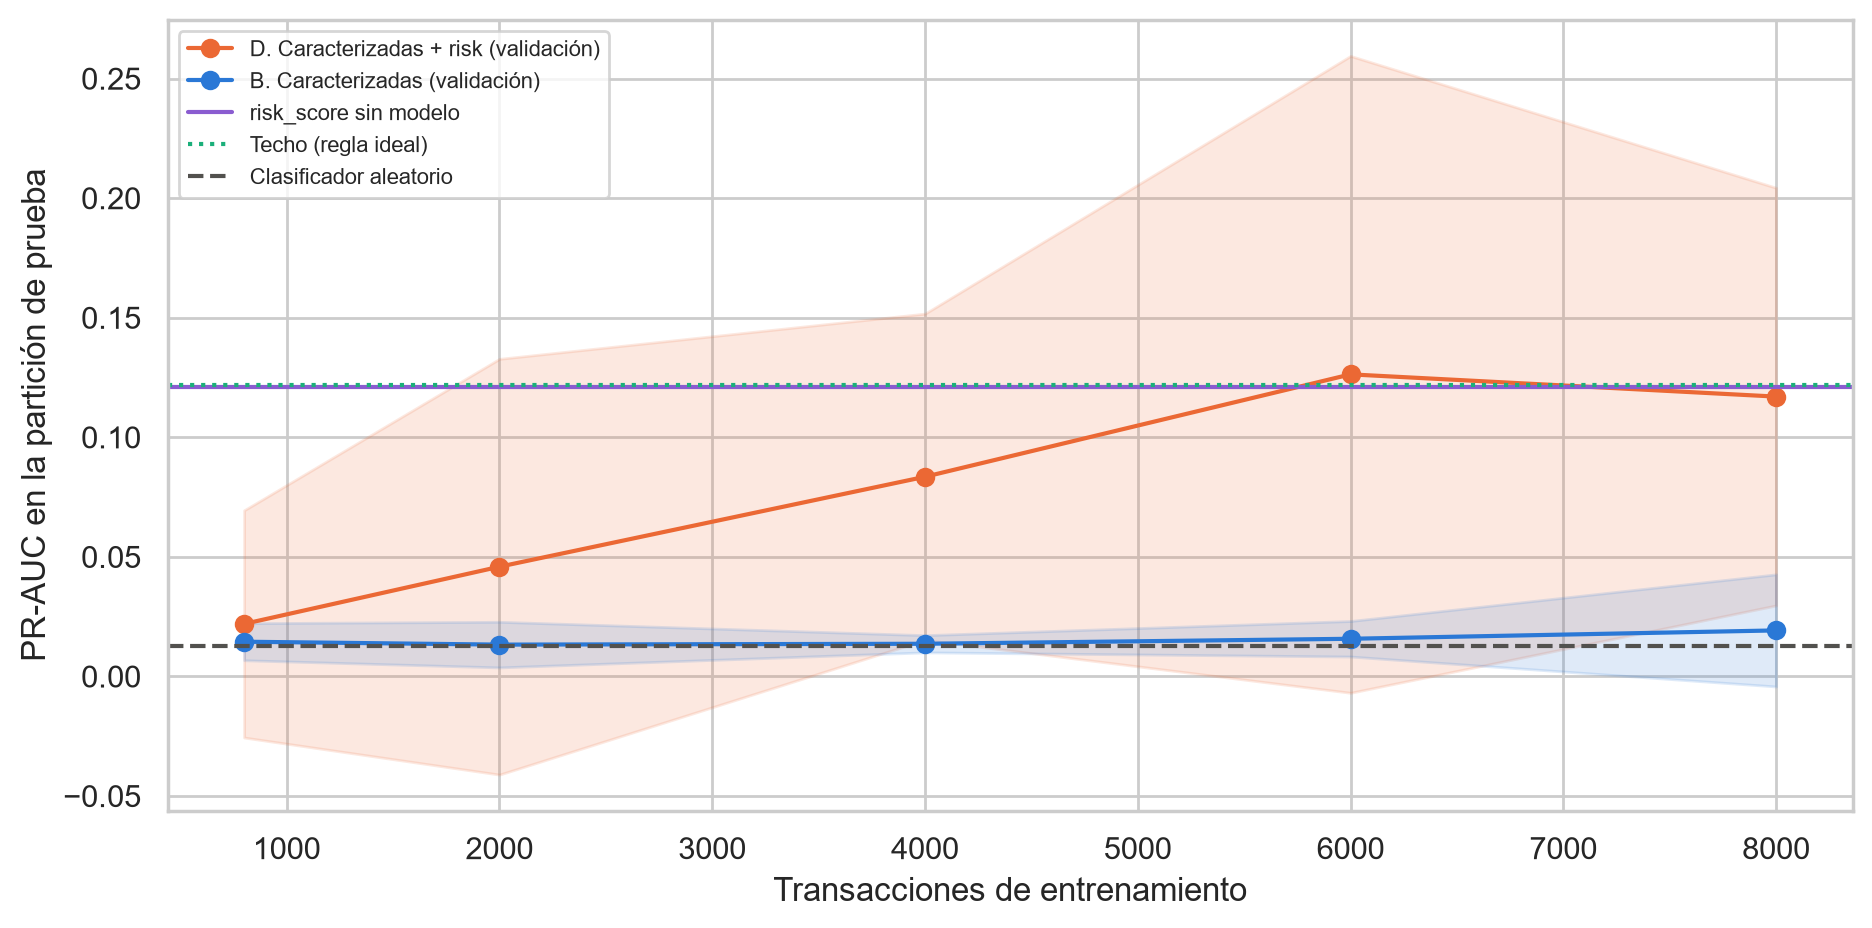 D. Caracterizadas + risk (validación)
B. Caracterizadas (validación)
risk_score sin modelo
Techo (regla ideal)
Clasificador aleatorio
PR-AUC en la partición de prueba
0.25
0.20
0.15
0.10
0.05
0.00
−0.05
1000 2000 3000 4000 5000 6000 7000 8000
Transacciones de entrenamiento